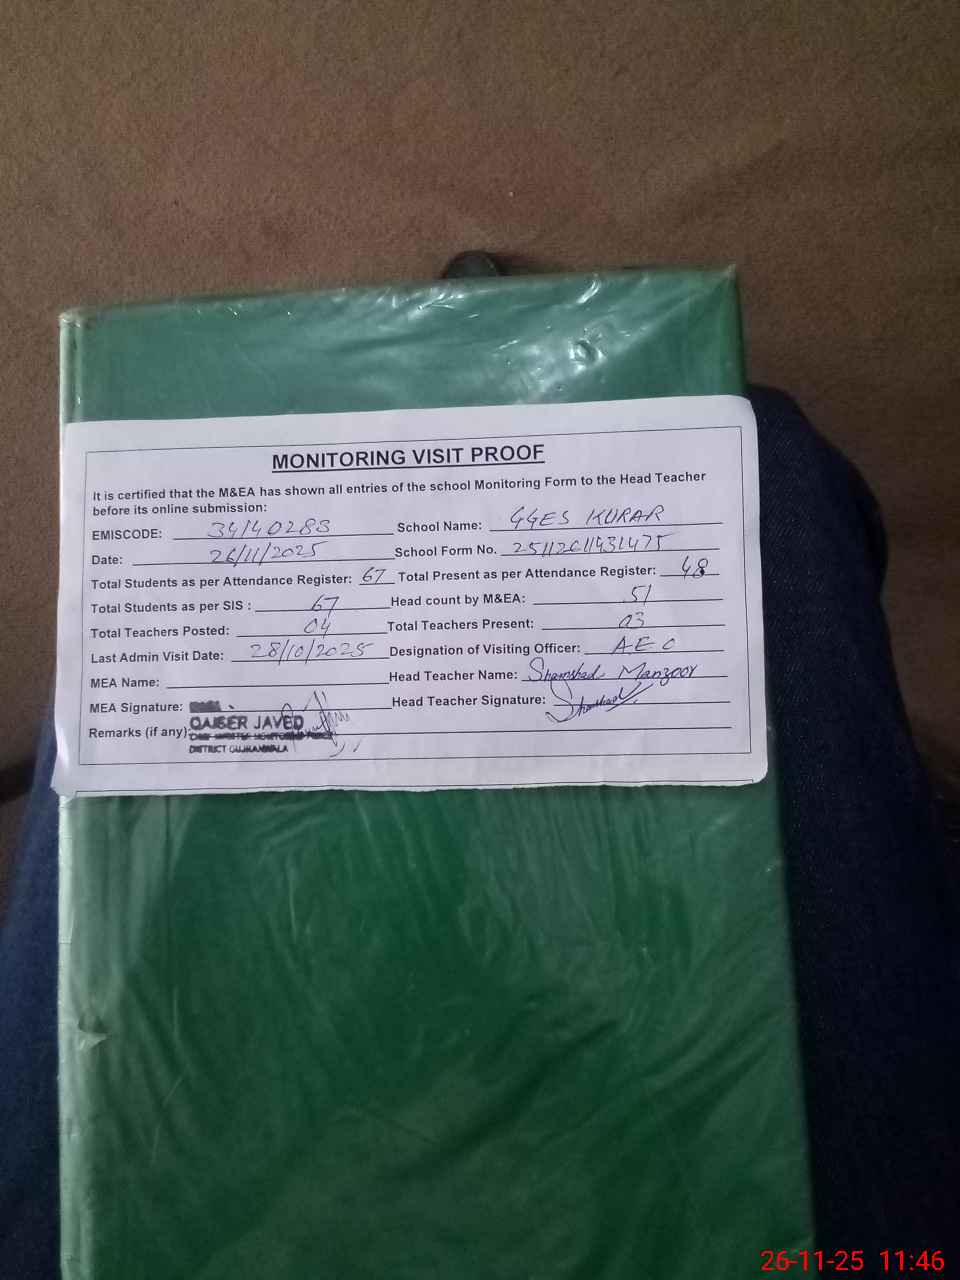 MONITORING VISIT PROOF
It is certified that the M&EA has shown all entries of the school Monitoring Form to the Head Teacher
before its online submission:
EMISCODE: 34140283 School Name: GGES KURAR
Date: 26/11/2025 School Form No. 25112611431475
Total Students as per Attendance Register: 67 Total Present as per Attendance Register: 48
Total Students as per SIS : 67 Head count by M&EA: 51
Total Teachers Posted: 04 Total Teachers Present: 03
Last Admin Visit Date: 28/10/2025 Designation of Visiting Officer: A.E.O
MEA Name: Head Teacher Name: Shamshad Manzoor
MEA Signature: Head Teacher Signature: Shamshad
Remarks (if any): QAISER JAVED
DISTRICT GUJRANWALA
26-11-25 11:46